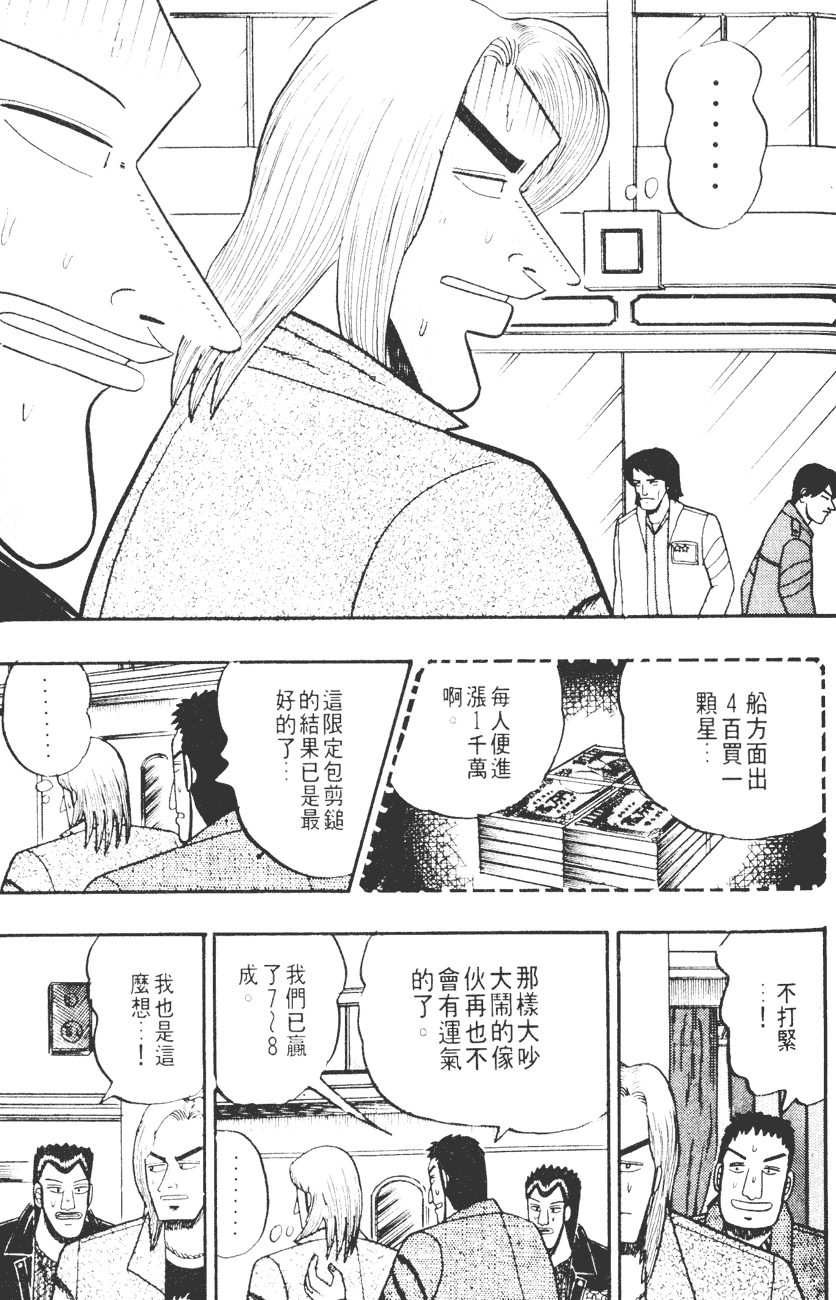 ······
船方面出
4百買一
顆星···
每人便進
漲1千萬
啊。
這限定包剪鎚
的結果已是最
好的了···
······
不打緊
···!
那樣大吵
大鬧的傢
伙再也不
會有運氣
的了。
我們已贏
了7~8
成。
······
我也是這
麼想···!